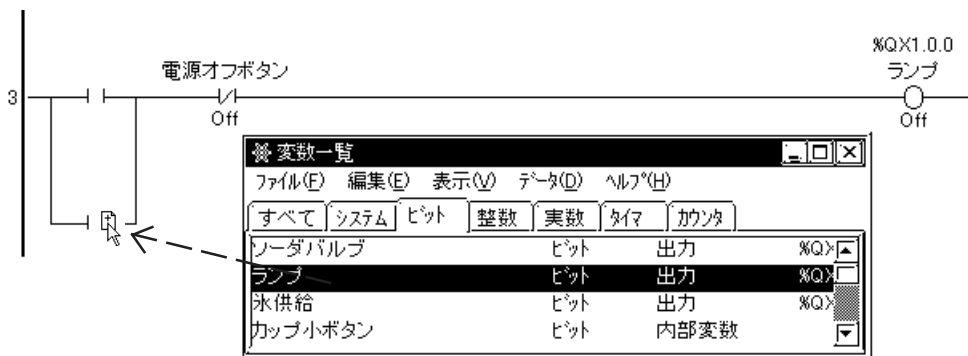 %QX1.0.0
電源オフボタン
ランプ
3
Off
Off
変数一覧
ファイル(F) 編集(E) 表示(V) データ(D) ヘルプ(H)
すべて システム ビット 整数 実数 タイマ カウンタ
ソーダバルブ ビット 出力 %QX
ランプ ビット 出力 %QX
氷供給 ビット 出力 %QX
カップ小ボタン ビット 内部変数